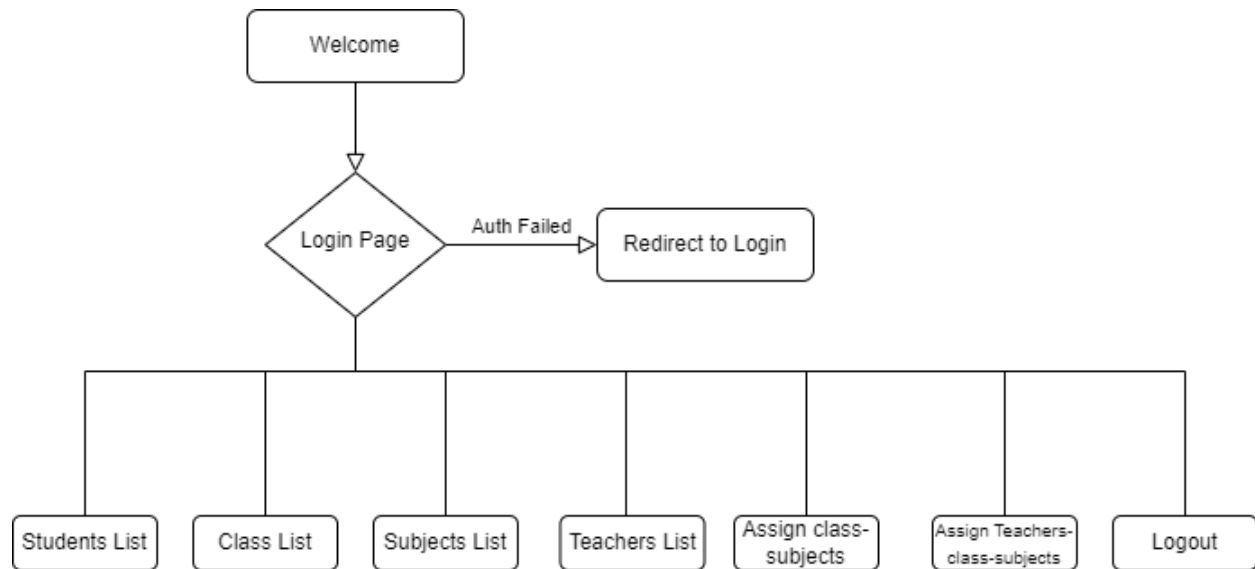 Welcome
Login Page
Auth Failed
Redirect to Login
Students List
Class List
Subjects List
Teachers List
Assign class-
subjects
Assign Teachers-
class-subjects
Logout